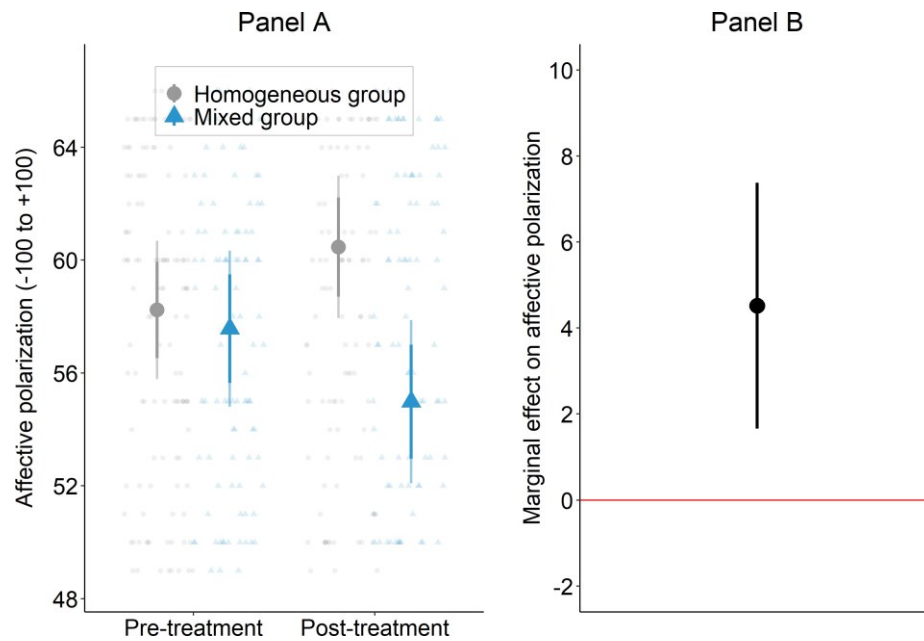 Panel A
Affective polarization (-100 to +100)
64
60
56
52
48
Homogeneous group
Mixed group
Pre-treatment
Post-treatment
Panel B
Marginal effect on affective polarization
10
8
6
4
2
0
-2